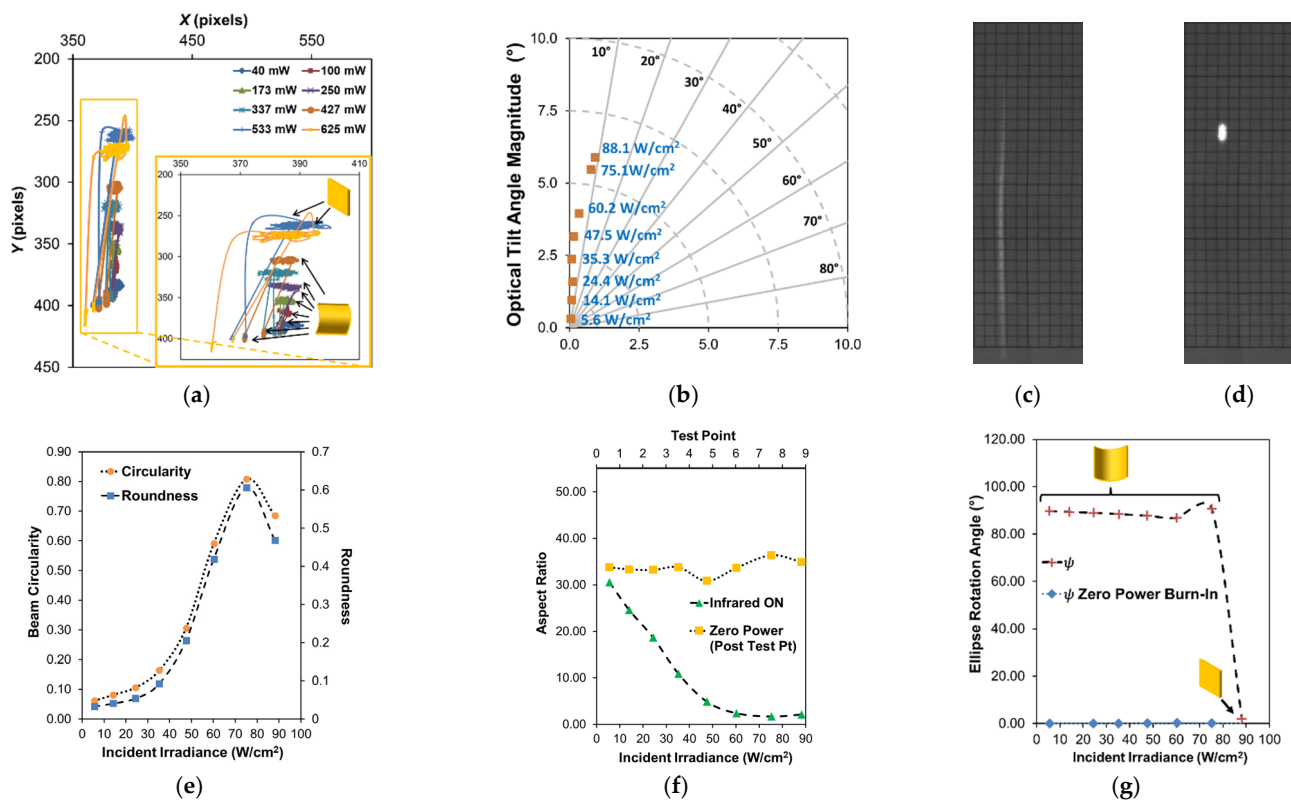 X (pixels)
350 450 550
200
250
300
350
400
450
Y (pixels)
40 mW 100 mW
173 mW 250 mW
337 mW 427 mW
533 mW 625 mW
350 370 390 410
200
250
300
350
400
(a)
Optical Tilt Angle Magnitude (°)
10.0
7.5
5.0
2.5
0.0
10°
20°
30°
40°
50°
60°
70°
80°
88.1 W/cm²
75.1W/cm²
60.2 W/cm²
47.5 W/cm²
35.3 W/cm²
24.4 W/cm²
14.1 W/cm²
5.6 W/cm²
0.0 2.5 5.0 7.5 10.0
(b)
(c)
(d)
Beam Circularity
0.90
0.80
0.70
0.60
0.50
0.40
0.30
0.20
0.10
0.00
Circularity
Roundness
0.7
0.6
0.5
0.4
0.3
0.2
0.1
0
Roundness
0 10 20 30 40 50 60 70 80 90 100
Incident Irradiance (W/cm²)
(e)
Test Point
0 1 2 3 4 5 6 7 8 9
Aspect Ratio
50.00
40.00
30.00
20.00
10.00
0.00
Infrared ON
Zero Power
(Post Test Pt)
0 10 20 30 40 50 60 70 80 90
Incident Irradiance (W/cm²)
(f)
Ellipse Rotation Angle (°)
120.00
100.00
80.00
60.00
40.00
20.00
0.00
ψ
ψ Zero Power Burn-In
0 10 20 30 40 50 60 70 80 90 100
Incident Irradiance (W/cm²)
(g)